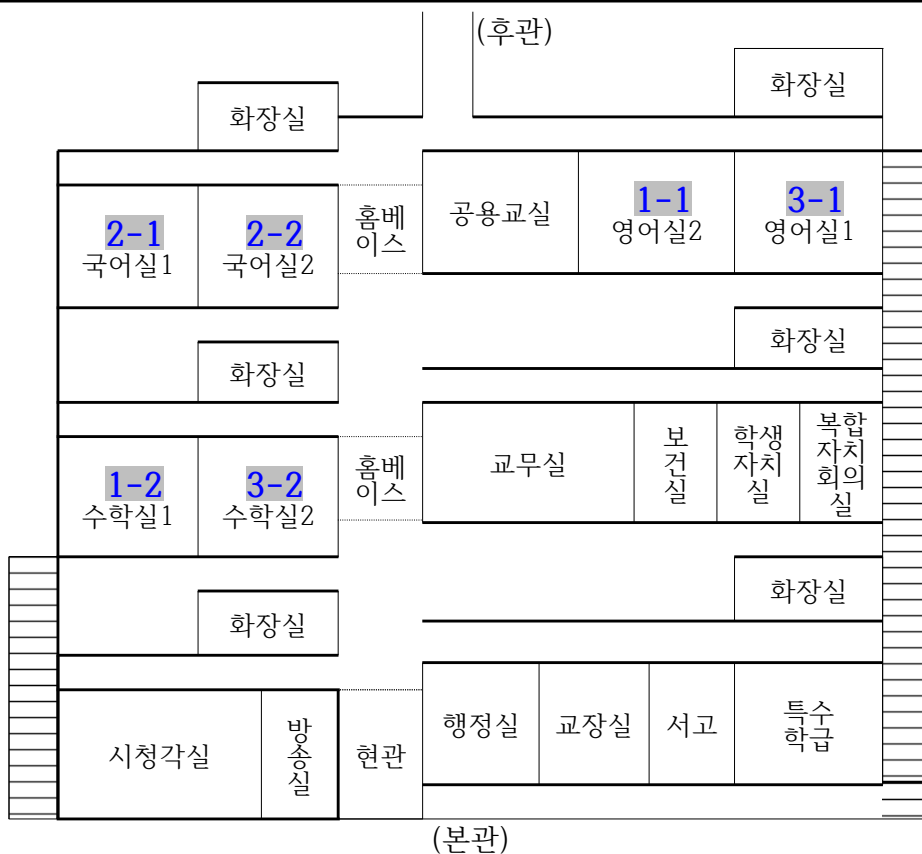 (후관)
화장실
화장실
2-1
국어실1
2-2
국어실2
홈베
이스
공용교실
1-1
영어실2
3-1
영어실1
화장실
화장실
1-2
수학실1
3-2
수학실2
홈베
이스
교무실
보
건
실
학생
자치
실
복합
자치
회의
실
화장실
화장실
시청각실
방
송
실
현관
행정실
교장실
서고
특수
학급
(본관)